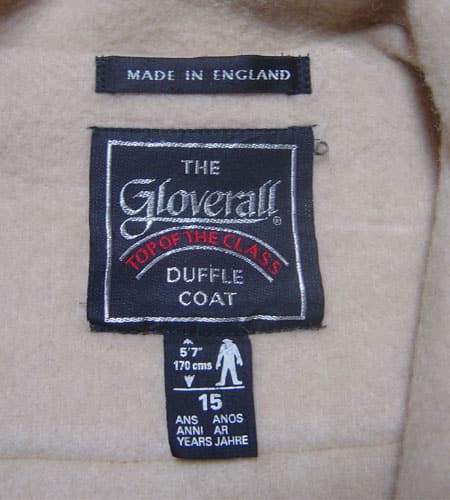 MADE IN ENGLAND
THE
Gloverall®
TOP OF THE CLASS
DUFFLE
COAT
5'7"
170 cms
15
ANS ANOS
ANNI AR
YEARS JAHRE